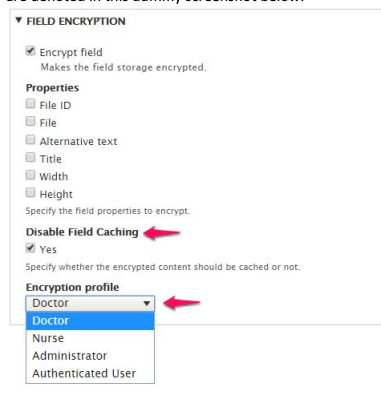 are denoted in this dummy screenshot below.
▼ FIELD ENCRYPTION
Encrypt field
Makes the field storage encrypted.
Properties
File ID
File
Alternative text
Title
Width
Height
Specify the field properties to encrypt.
Disable Field Caching
Yes
Specify whether the encrypted content should be cached or not.
Encryption profile
Doctor
Doctor
Nurse
Administrator
Authenticated User